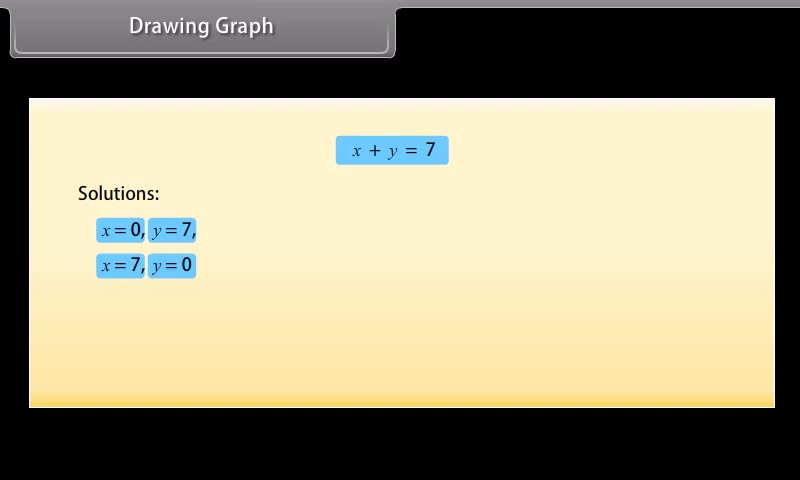 Drawing Graph
x + y = 7
Solutions:
x = 0, y = 7,
x = 7, y = 0